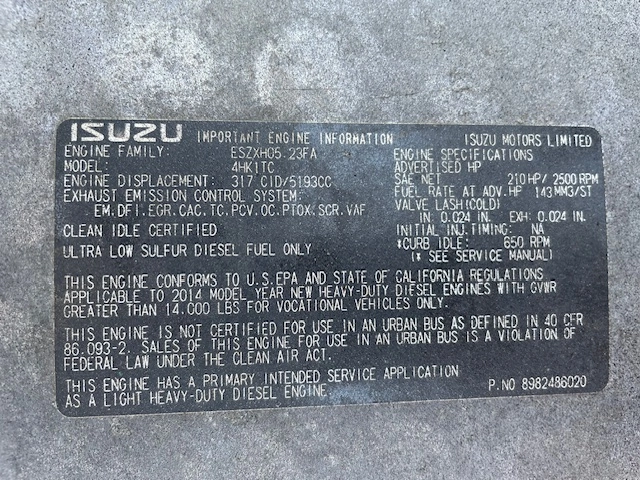 ISUZU IMPORTANT ENGINE INFORMATION ISUZU MOTORS LIMITED
ENGINE FAMILY: ESZXH05.23FA
MODEL: 4HK1TC
ENGINE DISPLACEMENT: 317 CID/5193CC
EXHAUST EMISSION CONTROL SYSTEM:
EM.DFI.EGR.CAC.TC.PCV.OC.PTOX.SCR.VAF
CLEAN IDLE CERTIFIED
ULTRA LOW SULFUR DIESEL FUEL ONLY
ENGINE SPECIFICATIONS
ADVERTISED HP
SAE NET 210 HP/ 2500 RPM
FUEL RATE AT ADV. HP 143 MM3/ST
VALVE LASH(COLD)
IN: 0.024 IN. EXH: 0.024 IN.
INITIAL INJ. TIMING: NA
*CURB IDLE: 650 RPM
(* SEE SERVICE MANUAL)
THIS ENGINE CONFORMS TO U.S.EPA AND STATE OF CALIFORNIA REGULATIONS
APPLICABLE TO 2014 MODEL YEAR NEW HEAVY-DUTY DIESEL ENGINES WITH GVWR
GREATER THAN 14,000 LBS FOR VOCATIONAL VEHICLES ONLY.
THIS ENGINE IS NOT CERTIFIED FOR USE IN AN URBAN BUS AS DEFINED IN 40 CFR
86.093-2. SALES OF THIS ENGINE FOR USE IN AN URBAN BUS IS A VIOLATION OF
FEDERAL LAW UNDER THE CLEAN AIR ACT.
THIS ENGINE HAS A PRIMARY INTENDED SERVICE APPLICATION
AS A LIGHT HEAVY-DUTY DIESEL ENGINE. P.NO 8982486020